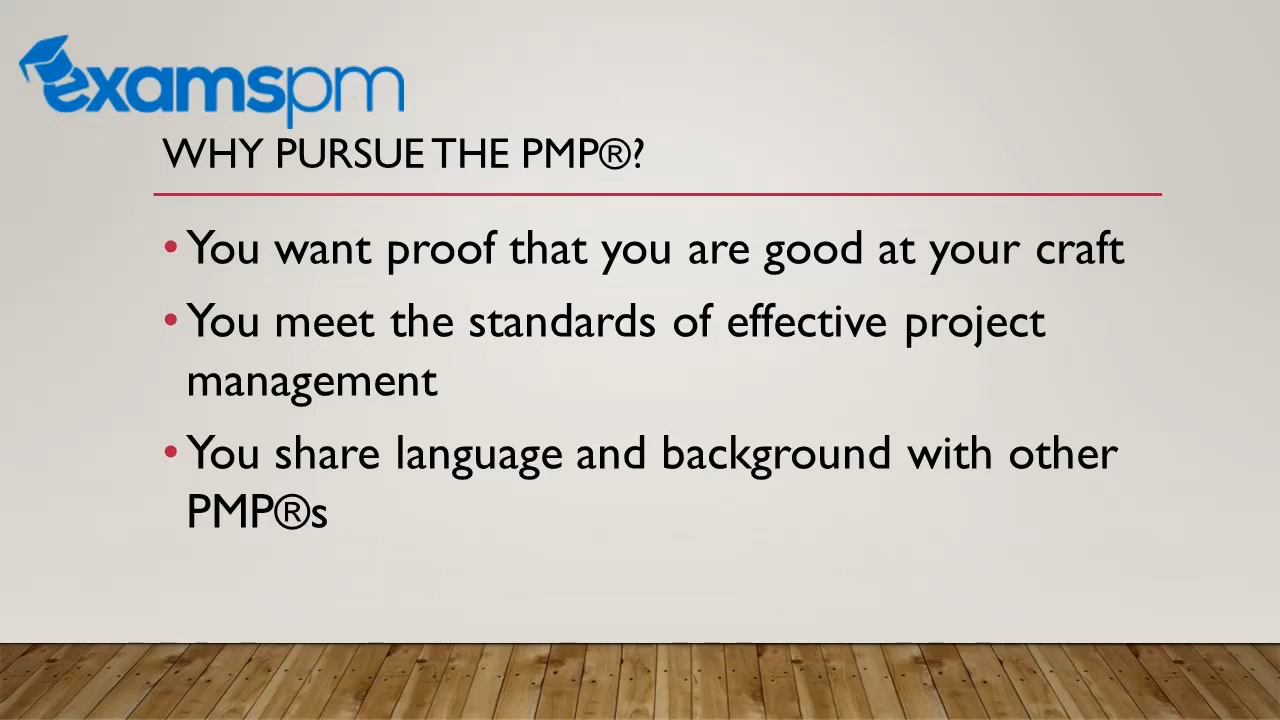 examspm
WHY PURSUE THE PMP®?
• You want proof that you are good at your craft
• You meet the standards of effective project
management
• You share language and background with other
PMP®s